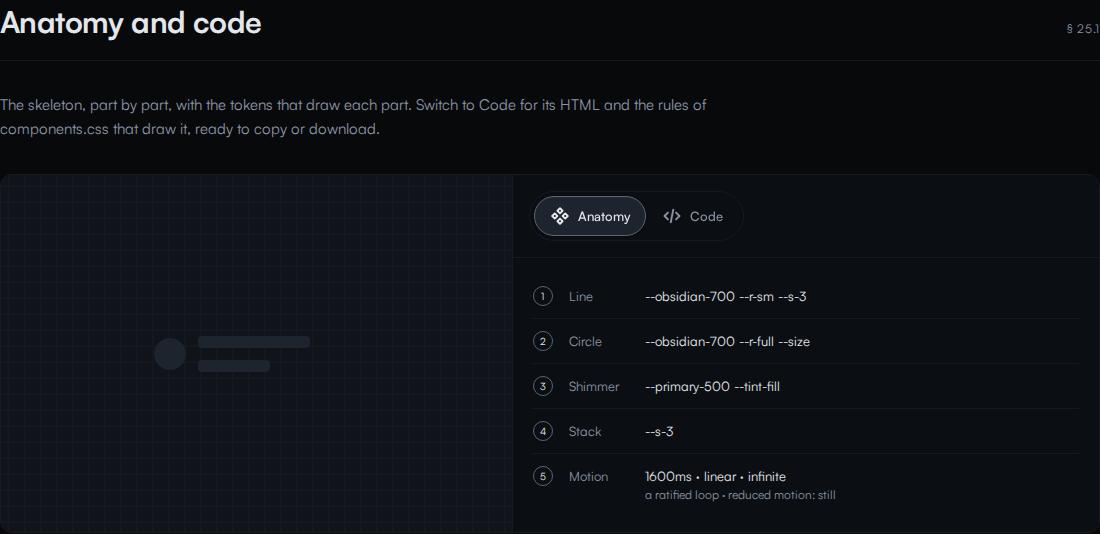 Anatomy and code
§ 25.1
The skeleton, part by part, with the tokens that draw each part. Switch to Code for its HTML and the rules of
components.css that draw it, ready to copy or download.
Anatomy
Code
1 Line --obsidian-700 --r-sm --s-3
2 Circle --obsidian-700 --r-full --size
3 Shimmer --primary-500 --tint-fill
4 Stack --s-3
5 Motion 1600ms · linear · infinite
a ratified loop · reduced motion: still